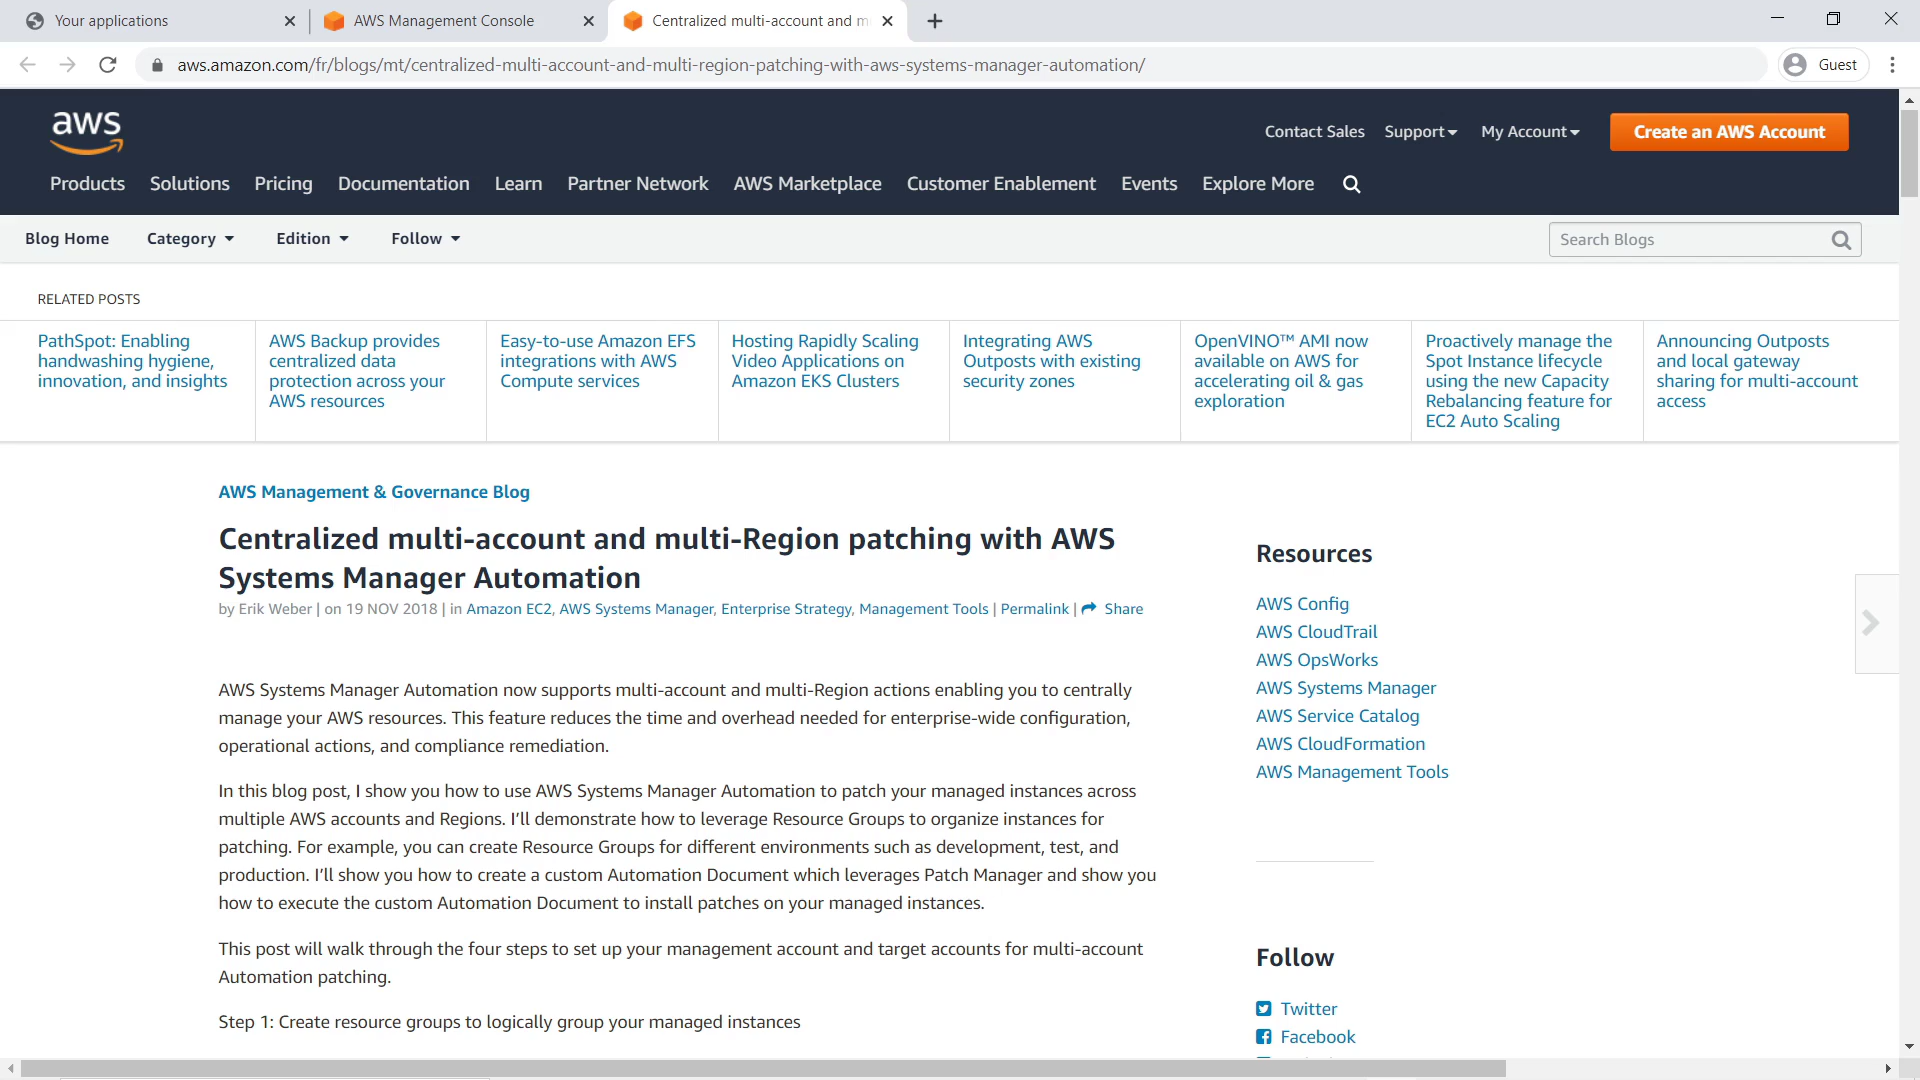 Your applications
AWS Management Console
Centralized multi-account and m
aws.amazon.com/fr/blogs/mt/centralized-multi-account-and-multi-region-patching-with-aws-systems-manager-automation/
Guest
aws
Contact Sales
Support
My Account
Create an AWS Account
Products
Solutions
Pricing
Documentation
Learn
Partner Network
AWS Marketplace
Customer Enablement
Events
Explore More
Blog Home
Category
Edition
Follow
Search Blogs
RELATED POSTS
PathSpot: Enabling
handwashing hygiene,
innovation, and insights
AWS Backup provides
centralized data
protection across your
AWS resources
Easy-to-use Amazon EFS
integrations with AWS
Compute services
Hosting Rapidly Scaling
Video Applications on
Amazon EKS Clusters
Integrating AWS
Outposts with existing
security zones
OpenVINO™ AMI now
available on AWS for
accelerating oil & gas
exploration
Proactively manage the
Spot Instance lifecycle
using the new Capacity
Rebalancing feature for
EC2 Auto Scaling
Announcing Outposts
and local gateway
sharing for multi-account
access
AWS Management & Governance Blog
Centralized multi-account and multi-Region patching with AWS
Systems Manager Automation
by Erik Weber | on 19 NOV 2018 | in Amazon EC2, AWS Systems Manager, Enterprise Strategy, Management Tools | Permalink | Share
AWS Systems Manager Automation now supports multi-account and multi-Region actions enabling you to centrally
manage your AWS resources. This feature reduces the time and overhead needed for enterprise-wide configuration,
operational actions, and compliance remediation.
In this blog post, I show you how to use AWS Systems Manager Automation to patch your managed instances across
multiple AWS accounts and Regions. I’ll demonstrate how to leverage Resource Groups to organize instances for
patching. For example, you can create Resource Groups for different environments such as development, test, and
production. I’ll show you how to create a custom Automation Document which leverages Patch Manager and show you
how to execute the custom Automation Document to install patches on your managed instances.
This post will walk through the four steps to set up your management account and target accounts for multi-account
Automation patching.
Step 1: Create resource groups to logically group your managed instances
Resources
AWS Config
AWS CloudTrail
AWS OpsWorks
AWS Systems Manager
AWS Service Catalog
AWS CloudFormation
AWS Management Tools
Follow
Twitter
Facebook